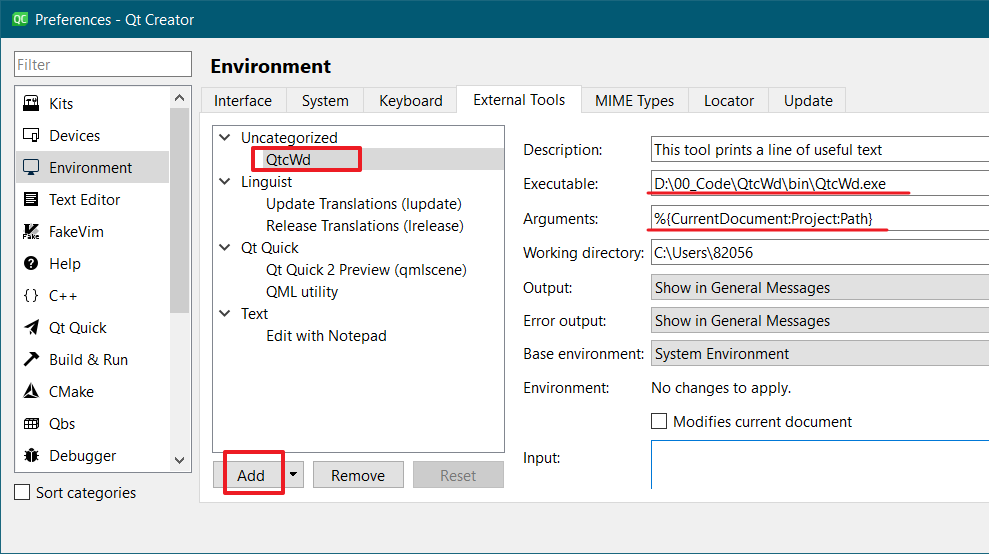 QC Preferences - Qt Creator
Filter
Kits
Devices
Environment
Text Editor
FakeVim
Help
{ } C++
Qt Quick
Build & Run
CMake
Qbs
Debugger
Sort categories
Environment
Interface System Keyboard External Tools MIME Types Locator Update
Uncategorized
QtcWd
Linguist
Update Translations (lupdate)
Release Translations (lrelease)
Qt Quick
Qt Quick 2 Preview (qmlscene)
QML utility
Text
Edit with Notepad
Add Remove Reset
Description: This tool prints a line of useful text
Executable: D:\00_Code\QtcWd\bin\QtcWd.exe
Arguments: %{CurrentDocument:Project:Path}
Working directory: C:\Users\82056
Output: Show in General Messages
Error output: Show in General Messages
Base environment: System Environment
Environment: No changes to apply.
Modifies current document
Input: